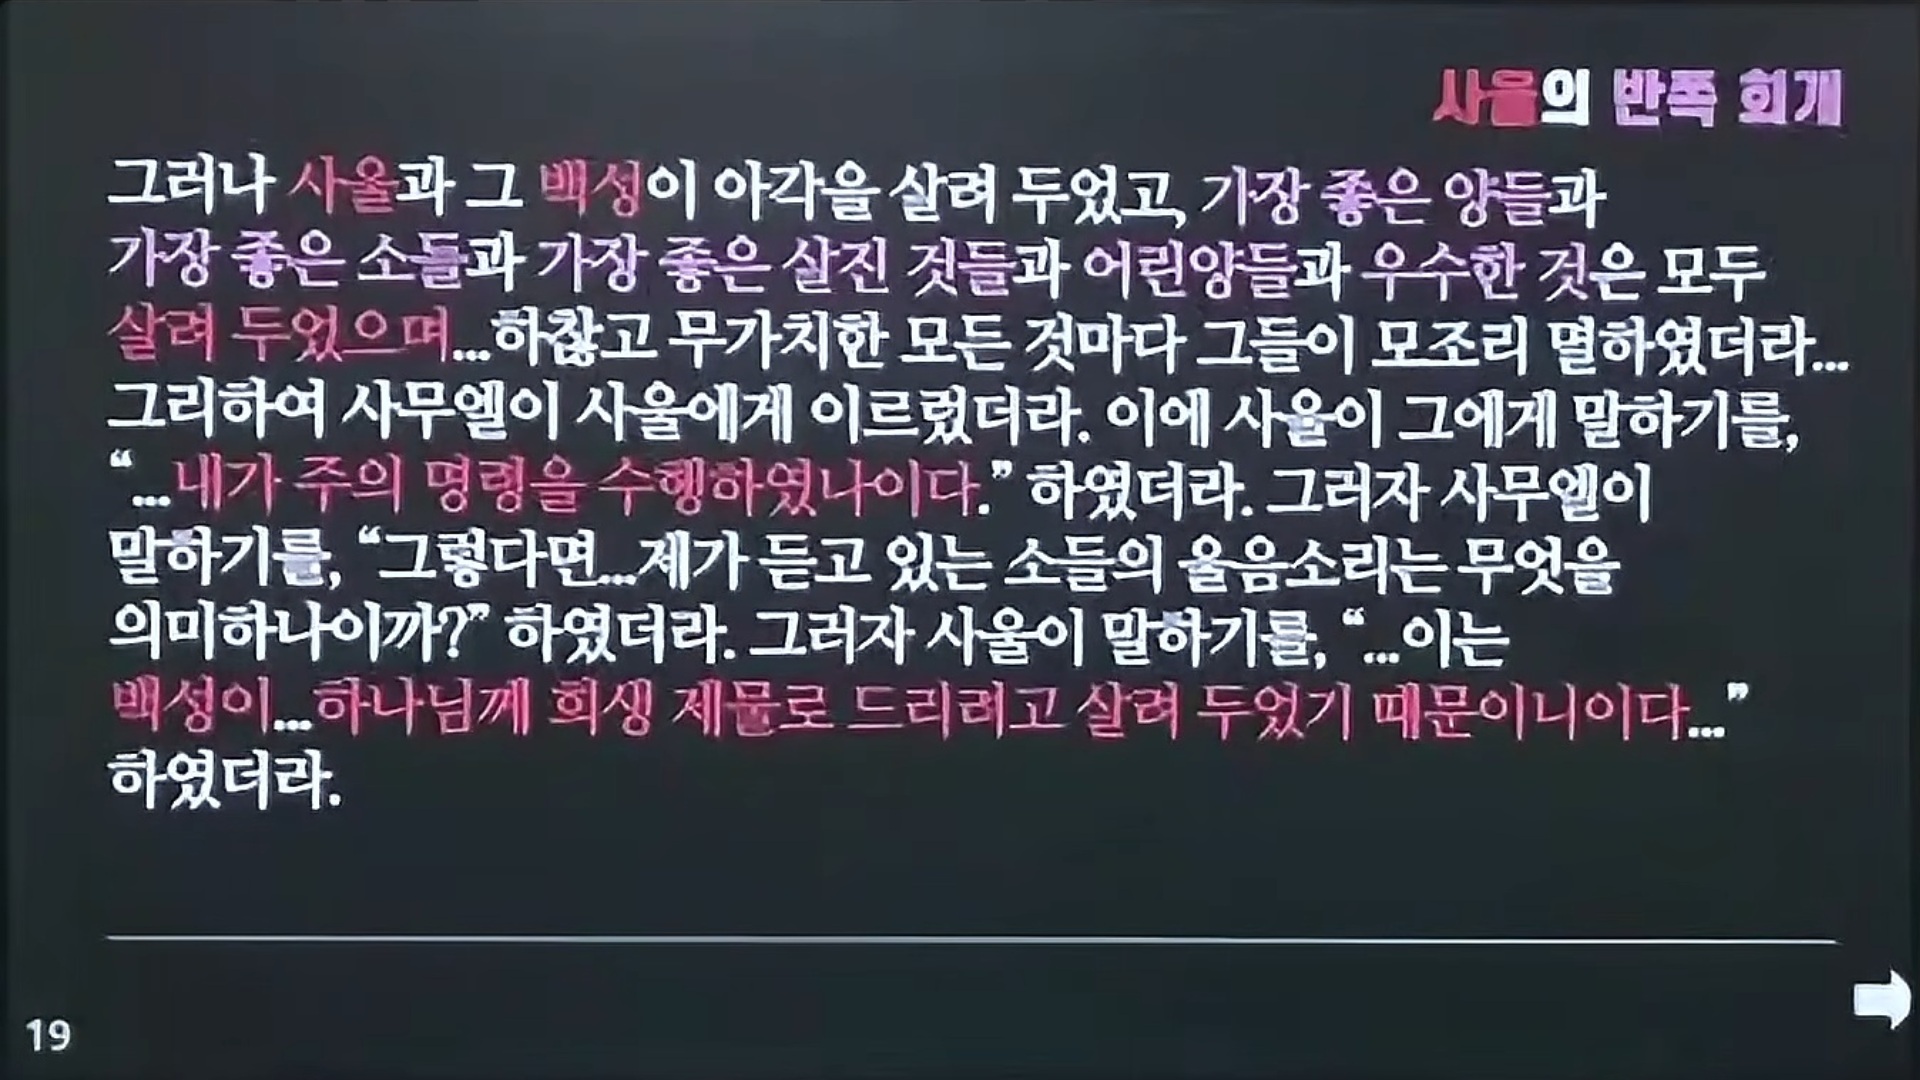 사울의 반쪽 회개
그러나 사울과 그 백성이 아각을 살려 두었고, 가장 좋은 양들과
가장 좋은 소들과 가장 좋은 살진 것들과 어린양들과 우수한 것은 모두
살려 두었으며...하찮고 무가치한 모든 것마다 그들이 모조리 멸하였더라...
그리하여 사무엘이 사울에게 이르렀더라. 이에 사울이 그에게 말하기를,
“...내가 주의 명령을 수행하였나이다.” 하였더라. 그러자 사무엘이
말하기를, “그렇다면...제가 듣고 있는 소들의 울음소리는 무엇을
의미하나이까?” 하였더라. 그러자 사울이 말하기를, “...이는
백성이...하나님께 희생 제물로 드리려고 살려 두었기 때문이니이다...”
하였더라.
19